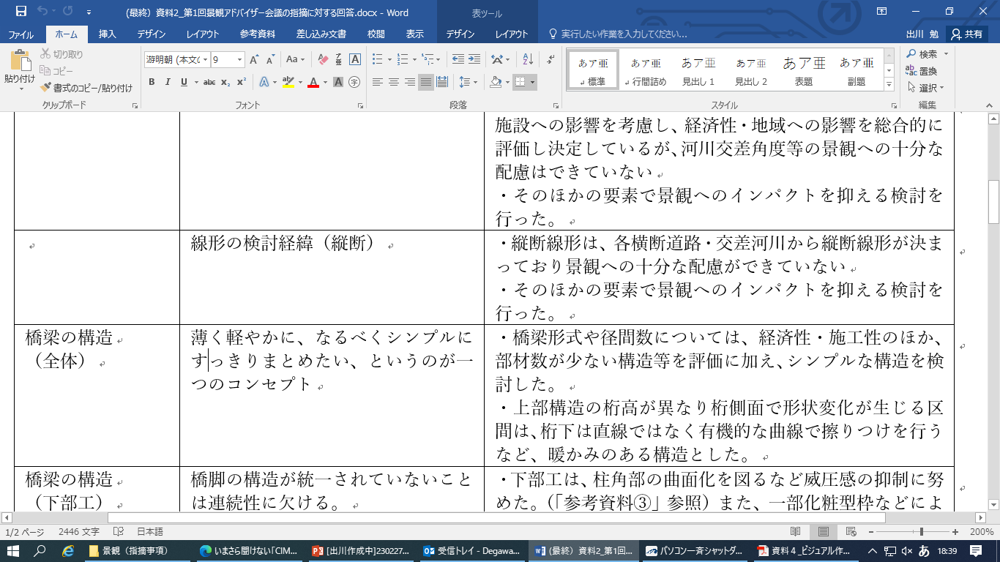 (最終）資料2_第1回景観アドバイザー会議の指摘に対する回答.docx - Word
表ツール
ファイル ホーム 挿入 デザイン レイアウト 参考資料 差し込み文書 校閲 表示 デザイン レイアウト 実行したい作業を入力してください... 出川 勉 共有
貼り付け
切り取り
コピー
書式のコピー/貼り付け
クリップボード
游明朝 (本文の 9
フォント
段落
あア亜 あア亜 あア亜 あア亜 あア亜 あア亜
標準 行間詰め 見出し 1 見出し 2 表題 副題
スタイル
検索
置換
選択
編集
施設への影響を考慮し、経済性・地域への影響を総合的に
評価し決定しているが、河川交差角度等の景観への十分な
配慮はできていない
・そのほかの要素で景観へのインパクトを抑える検討を
行った。
線形の検討経緯（縦断）
・縦断線形は、各横断道路・交差河川から縦断線形が決ま
っており景観への十分な配慮ができていない
・そのほかの要素で景観へのインパクトを抑える検討を
行った。
橋梁の構造
（全体）
薄く軽やかに、なるべくシンプルに
すっきりまとめたい、というのが一
つのコンセプト
・橋梁形式や径間数については、経済性・施工性のほか、
部材数が少ない構造等を評価に加え、シンプルな構造を検
討した。
・上部構造の桁高が異なり桁側面で形状変化が生じる区
間は、桁下は直線ではなく有機的な曲線で擦りつけを行う
など、暖かみのある構造とした。
橋梁の構造
（下部工）
橋脚の構造が統一されていないこと
は連続性に欠ける。
・下部工は、柱角部の曲面化を図るなど威圧感の抑制に努
めた。（「参考資料③」参照）また、一部化粧型枠などによ
1/2 ページ 2446 文字 日本語 200%
景観（指摘事項） いまさら聞けない「CIM... [出川作成中]230227... 受信トレイ - Degawa... (最終）資料2_第1回... パソコン一斉シャットダ... 資料４_ビジュアル作... あ 18:39